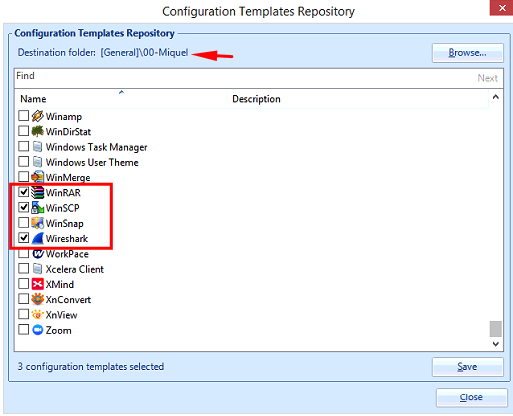 Configuration Templates Repository
Configuration Templates Repository
Destination folder: [General]\00-Miquel
Browse...
Find
Next
Name Description
Winamp
WinDirStat
Windows Task Manager
Windows User Theme
WinMerge
WinRAR
WinSCP
WinSnap
Wireshark
WorkPace
Xcelera Client
XMind
XnConvert
XnView
Zoom
3 configuration templates selected
Save
Close